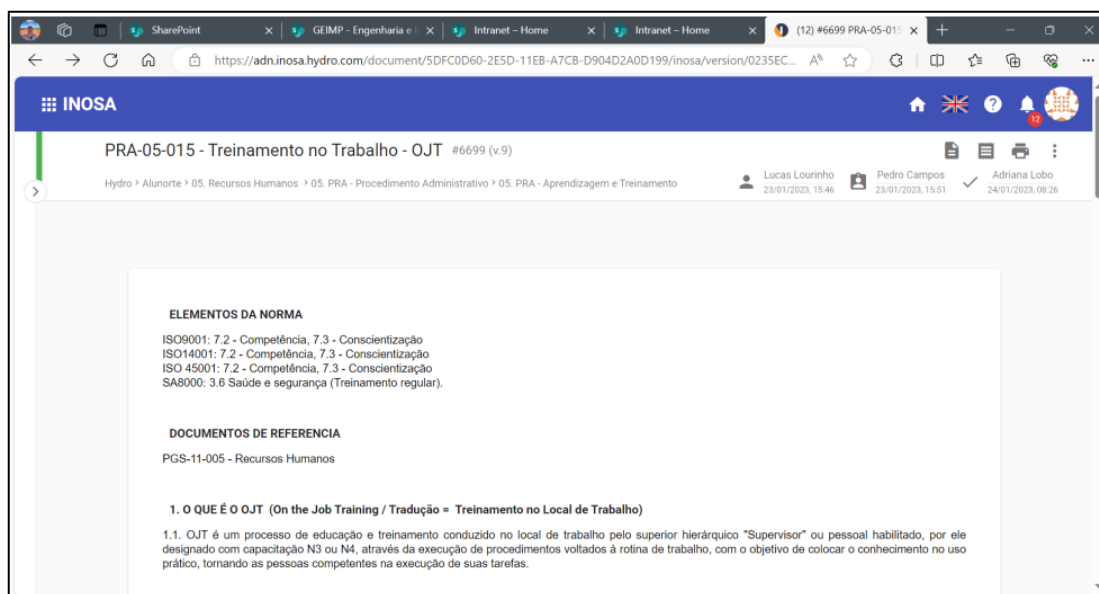 SharePoint
GEIMP - Engenharia e
Intranet – Home
Intranet – Home
(12) #6699 PRA-05-015
https://adn.inosa.hydro.com/document/5DFC0D60-2E5D-11EB-A7CB-D904D2A0D199/inosa/version/0235EC...
INOSA
12
PRA-05-015 - Treinamento no Trabalho - OJT #6699 (v.9)
Hydro > Alunorte > 05. Recursos Humanos > 05. PRA - Procedimento Administrativo > 05. PRA - Aprendizagem e Treinamento
Lucas Lourinho
23/01/2023, 15:46
Pedro Campos
23/01/2023, 15:51
Adriana Lobo
24/01/2023, 08:26
ELEMENTOS DA NORMA
ISO9001: 7.2 - Competência, 7.3 - Conscientização
ISO14001: 7.2 - Competência, 7.3 - Conscientização
ISO 45001: 7.2 - Competência, 7.3 - Conscientização
SA8000: 3.6 Saúde e segurança (Treinamento regular).
DOCUMENTOS DE REFERENCIA
PGS-11-005 - Recursos Humanos
1. O QUE É O OJT (On the Job Training / Tradução = Treinamento no Local de Trabalho)
1.1. OJT é um processo de educação e treinamento conduzido no local de trabalho pelo superior hierárquico "Supervisor" ou pessoal habilitado, por ele
designado com capacitação N3 ou N4, através da execução de procedimentos voltados à rotina de trabalho, com o objetivo de colocar o conhecimento no uso
prático, tornando as pessoas competentes na execução de suas tarefas.